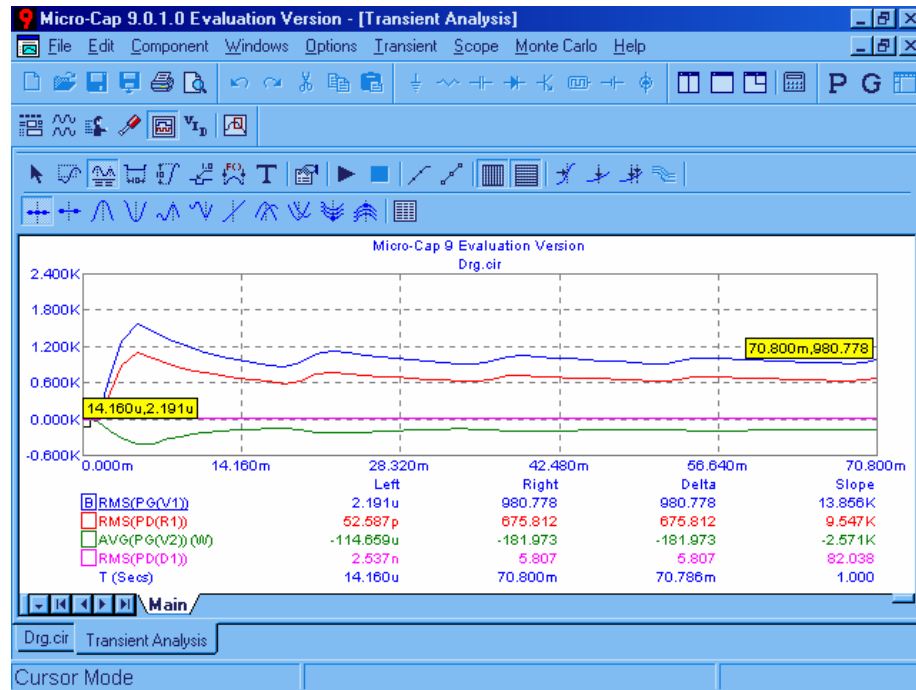 9 Micro-Cap 9.0.1.0 Evaluation Version - [Transient Analysis]
File Edit Component Windows Options Transient Scope Monte Carlo Help
P G
V I D
T
Micro-Cap 9 Evaluation Version
Drg.cir
2.400K
1.800K
1.200K
70.800m,980.778
0.600K
14.160u,2.191u
0.000K
-0.600K
0.000m 14.160m 28.320m 42.480m 56.640m 70.800m
Left Right Delta Slope
B RMS(PG(V1)) 2.191u 980.778 980.778 13.856K
RMS(PD(R1)) 52.587p 675.812 675.812 9.547K
AVG(PG(V2)) (W) -114.659u -181.973 -181.973 -2.571K
RMS(PD(D1)) 2.537n 5.807 5.807 82.038
T (Secs) 14.160u 70.800m 70.786m 1.000
Main
Drg.cir Transient Analysis
Cursor Mode